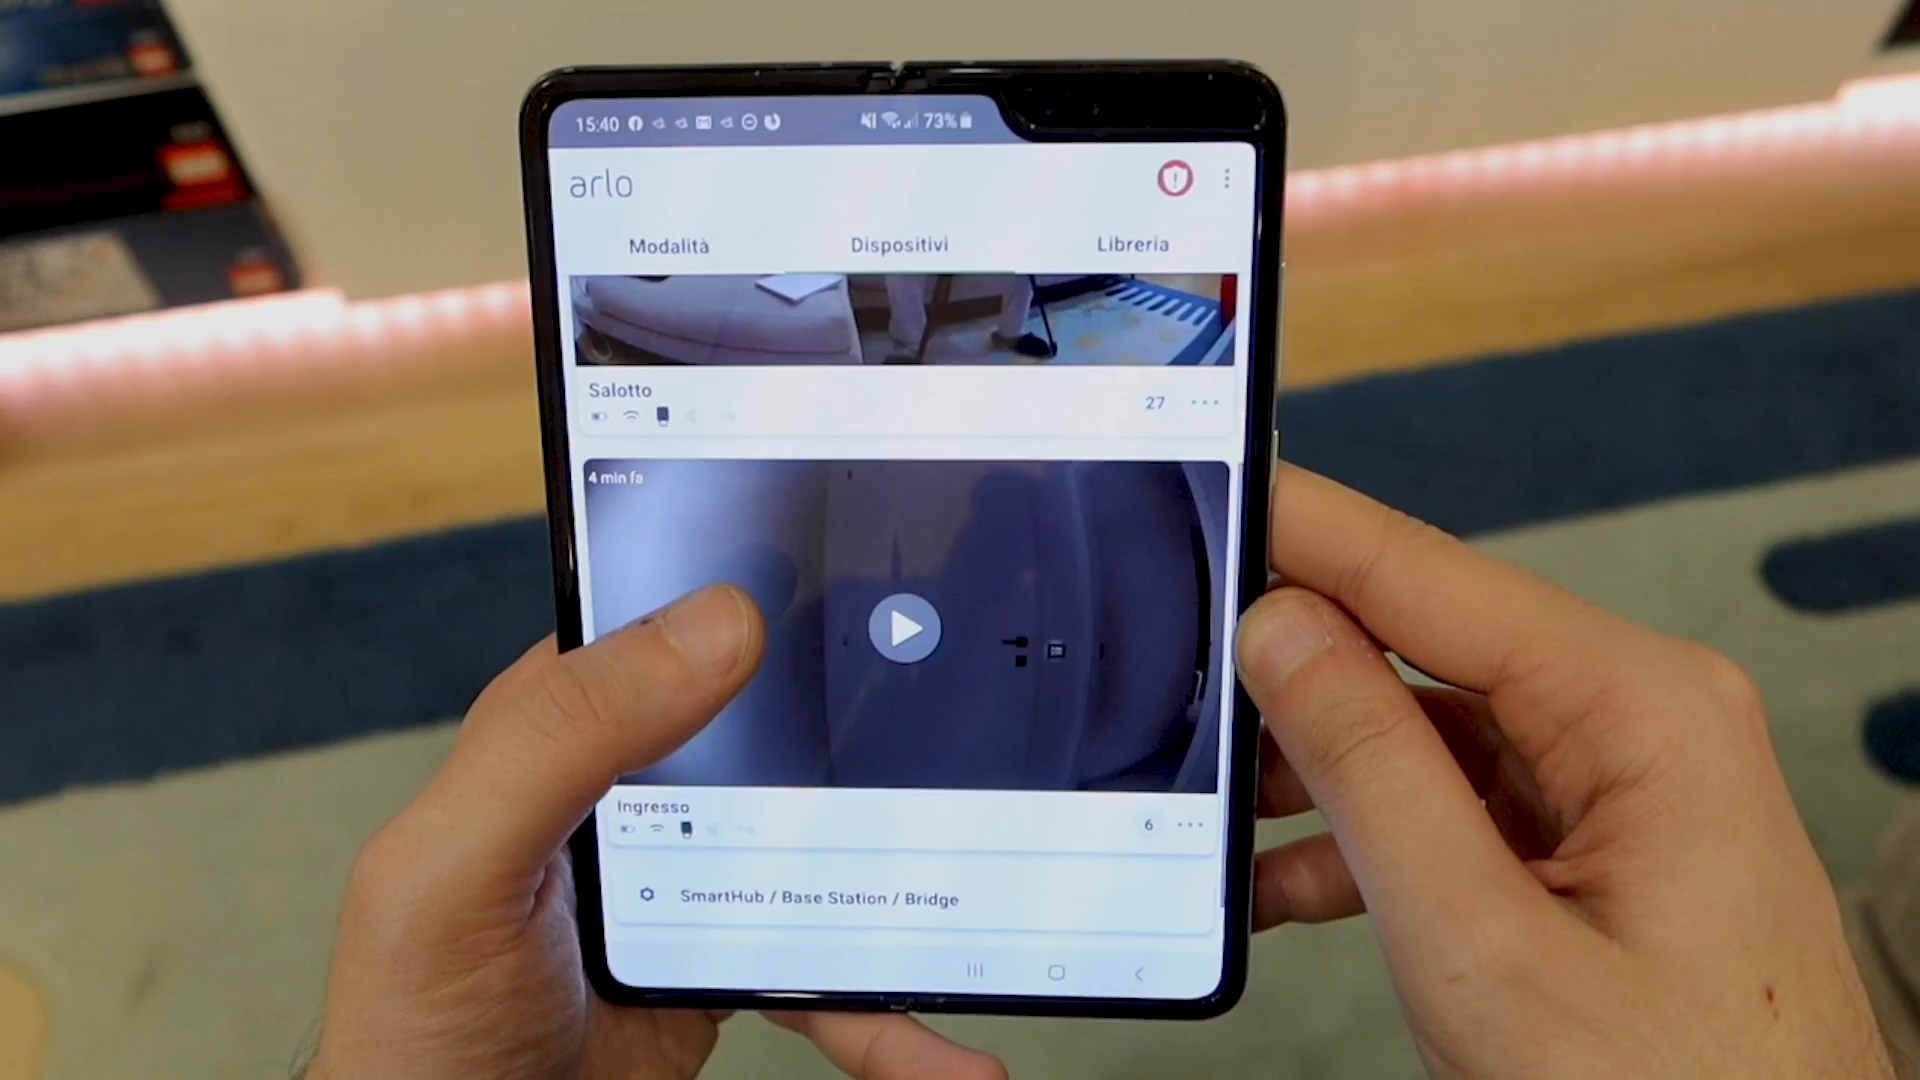 15:40 73%
arlo
Modalità Dispositivi Libreria
Salotto
27
4 min fa
Ingresso
6
SmartHub / Base Station / Bridge